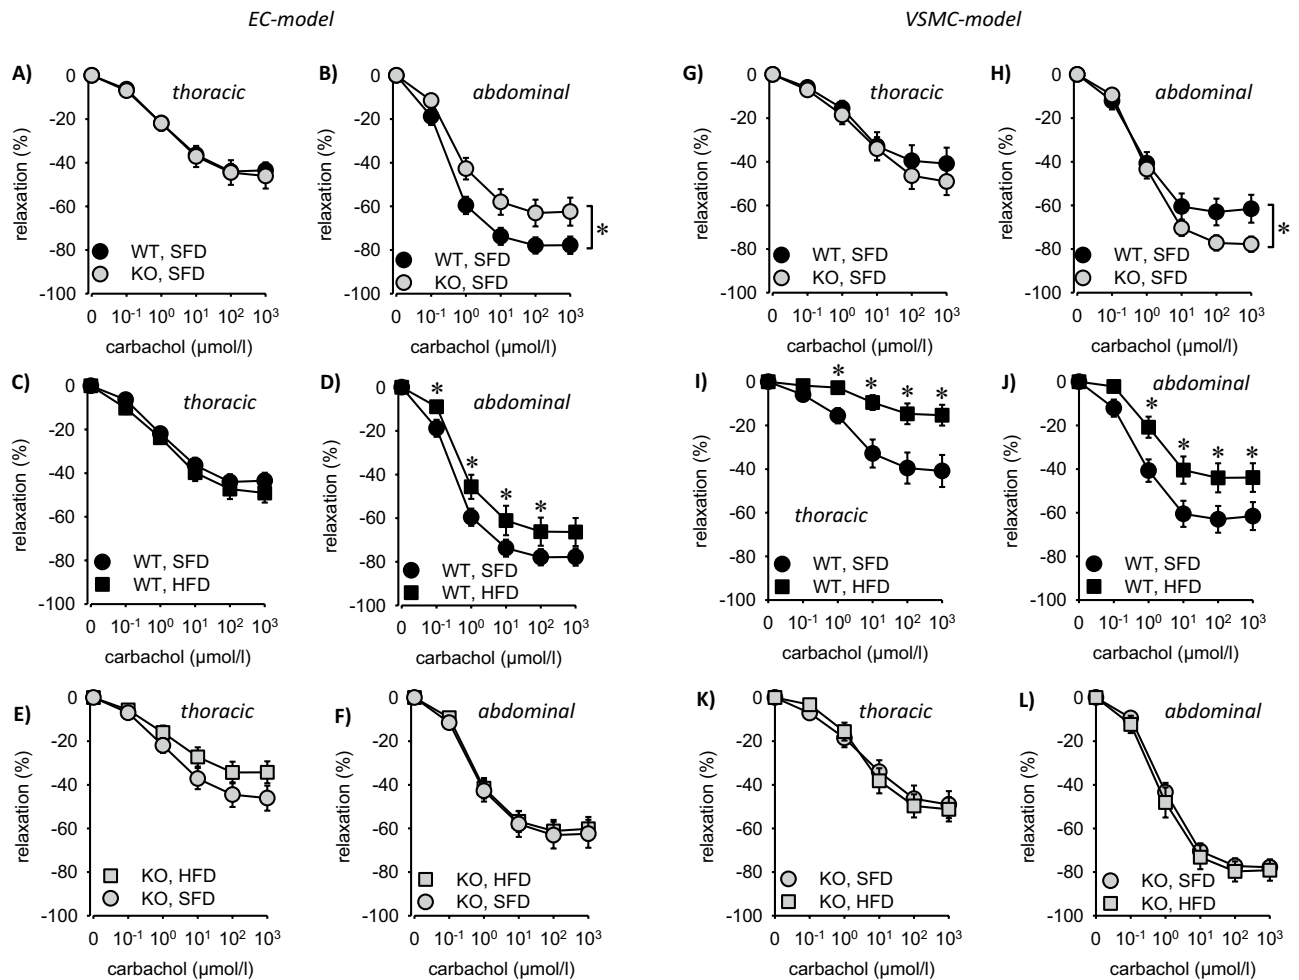 EC-model
VSMC-model
A)
thoracic
relaxation (%)
0
-20
-40
-60
-80
-100
WT, SFD
KO, SFD
0 10⁻¹ 10⁰ 10¹ 10² 10³
carbachol (µmol/l)
B)
abdominal
relaxation (%)
0
-20
-40
-60
-80
-100
*
WT, SFD
KO, SFD
0 10⁻¹ 10⁰ 10¹ 10² 10³
carbachol (µmol/l)
G)
thoracic
relaxation (%)
0
-20
-40
-60
-80
-100
WT, SFD
KO, SFD
0 10⁻¹ 10⁰ 10¹ 10² 10³
carbachol (µmol/l)
H)
abdominal
relaxation (%)
0
-20
-40
-60
-80
-100
*
WT, SFD
KO, SFD
0 10⁻¹ 10⁰ 10¹ 10² 10³
carbachol (µmol/l)
C)
thoracic
relaxation (%)
0
-20
-40
-60
-80
-100
WT, SFD
WT, HFD
0 10⁻¹ 10⁰ 10¹ 10² 10³
carbachol (µmol/l)
D)
abdominal
relaxation (%)
0
-20
-40
-60
-80
-100
* * * *
WT, SFD
WT, HFD
0 10⁻¹ 10⁰ 10¹ 10² 10³
carbachol (µmol/l)
I)
relaxation (%)
0
-20
-40
-60
-80
-100
* * * *
thoracic
WT, SFD
WT, HFD
0 10⁻¹ 10⁰ 10¹ 10² 10³
carbachol (µmol/l)
J)
abdominal
relaxation (%)
0
-20
-40
-60
-80
-100
* * * *
WT, SFD
WT, HFD
0 10⁻¹ 10⁰ 10¹ 10² 10³
carbachol (µmol/l)
E)
thoracic
relaxation (%)
0
-20
-40
-60
-80
-100
KO, HFD
KO, SFD
0 10⁻¹ 10⁰ 10¹ 10² 10³
carbachol (µmol/l)
F)
abdominal
relaxation (%)
0
-20
-40
-60
-80
-100
KO, HFD
KO, SFD
0 10⁻¹ 10⁰ 10¹ 10² 10³
carbachol (µmol/l)
K)
thoracic
relaxation (%)
0
-20
-40
-60
-80
-100
KO, SFD
KO, HFD
0 10⁻¹ 10⁰ 10¹ 10² 10³
carbachol (µmol/l)
L)
abdominal
relaxation (%)
0
-20
-40
-60
-80
-100
KO, SFD
KO, HFD
0 10⁻¹ 10⁰ 10¹ 10² 10³
carbachol (µmol/l)